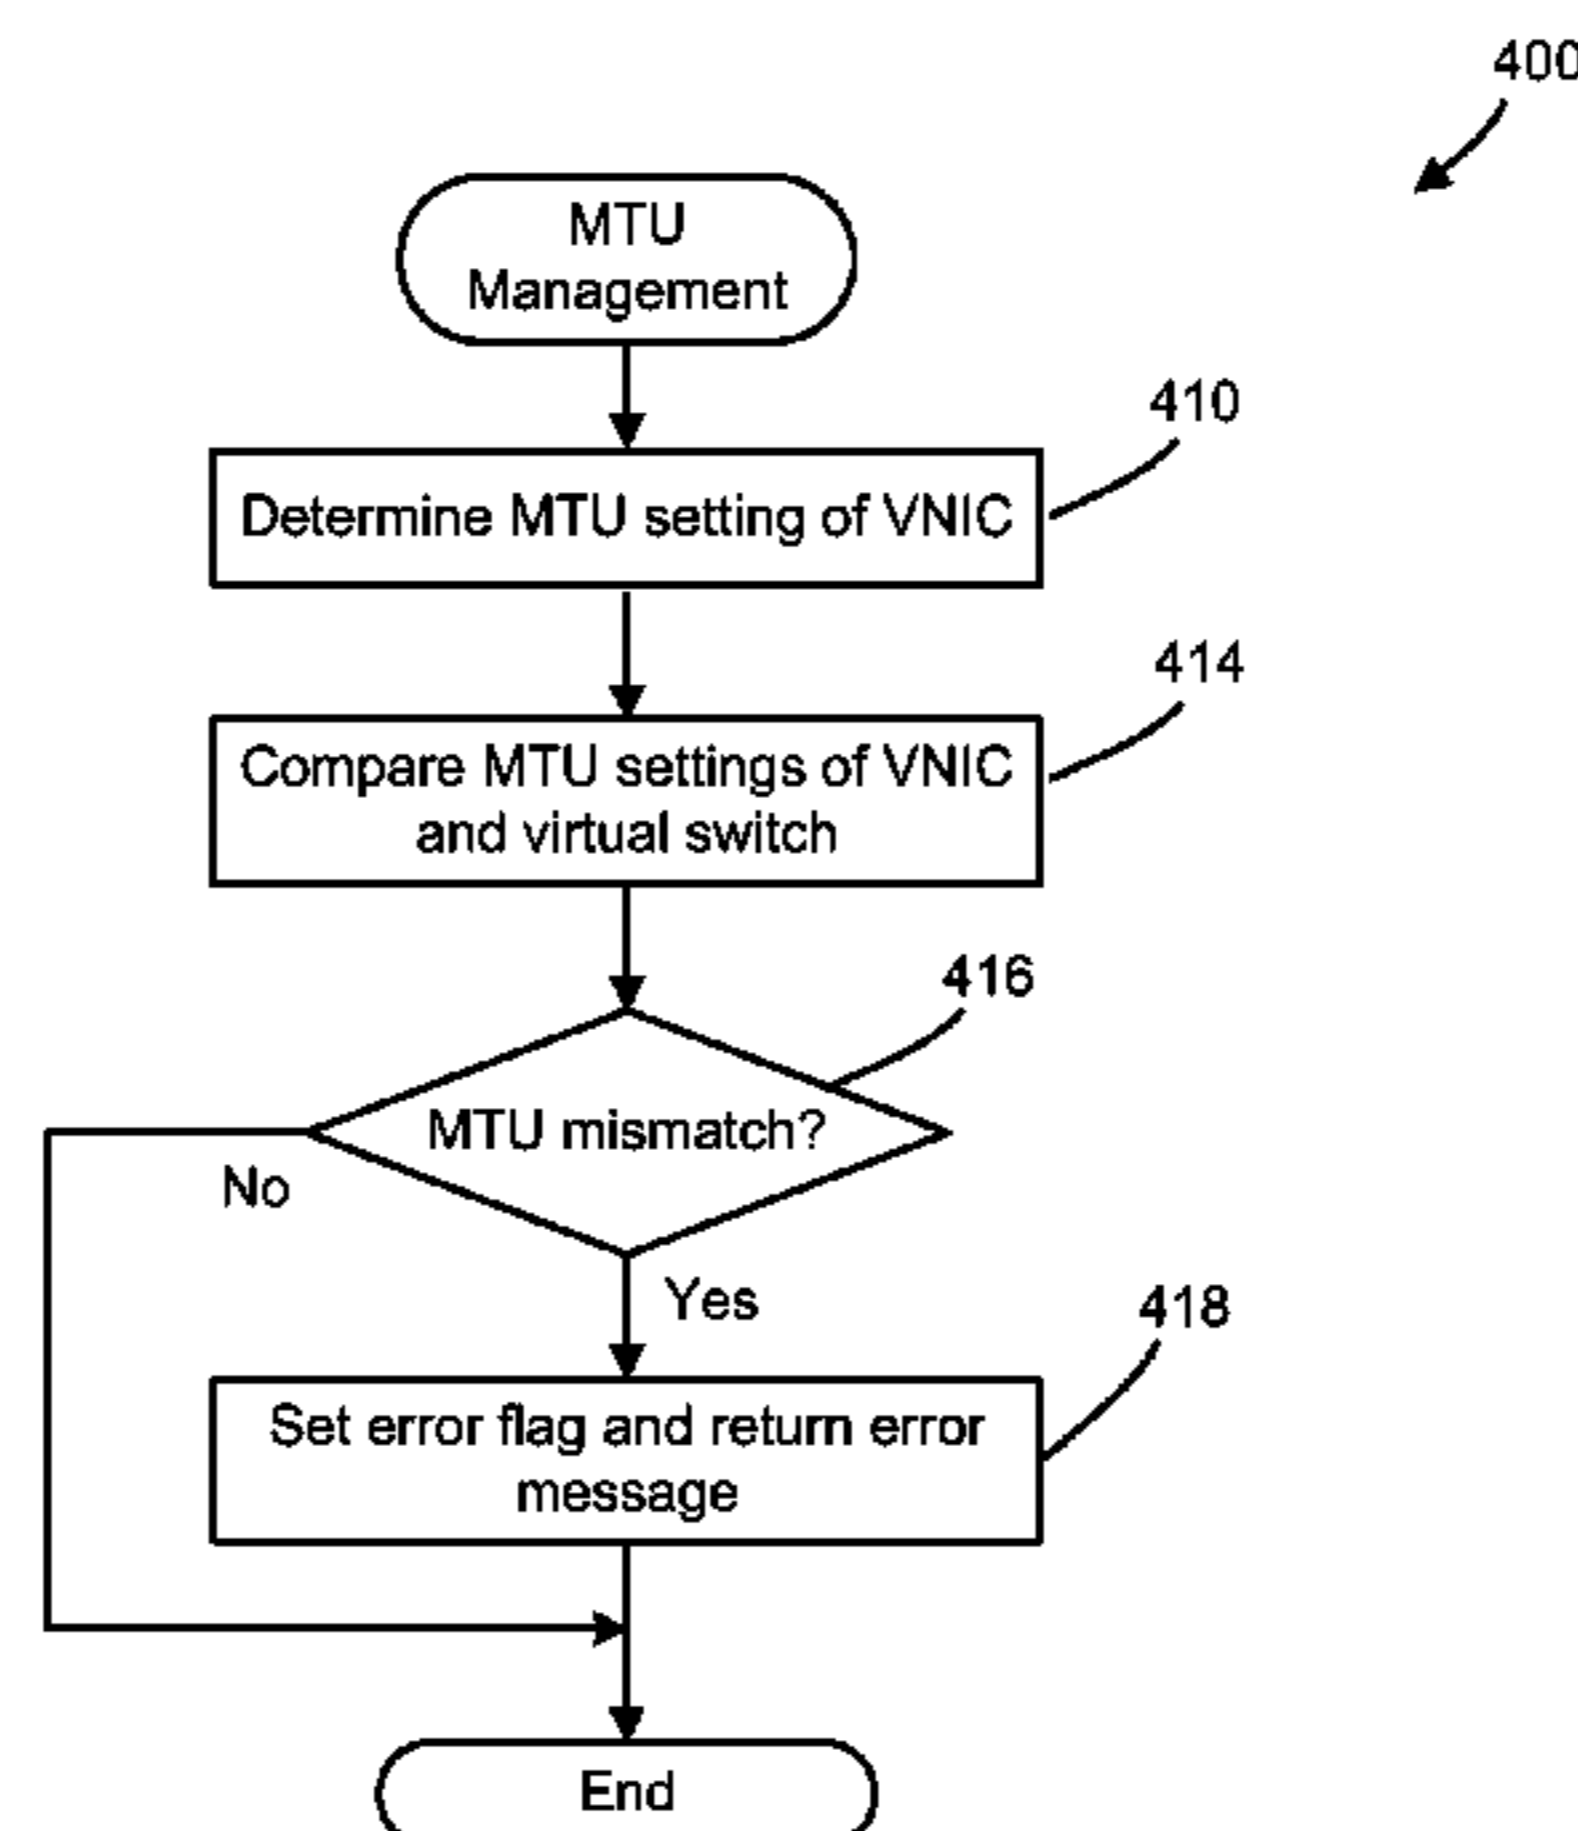 400
MTU
Management
410
Determine MTU setting of VNIC
414
Compare MTU settings of VNIC
and virtual switch
416
MTU mismatch?
No
Yes
418
Set error flag and return error
message
End